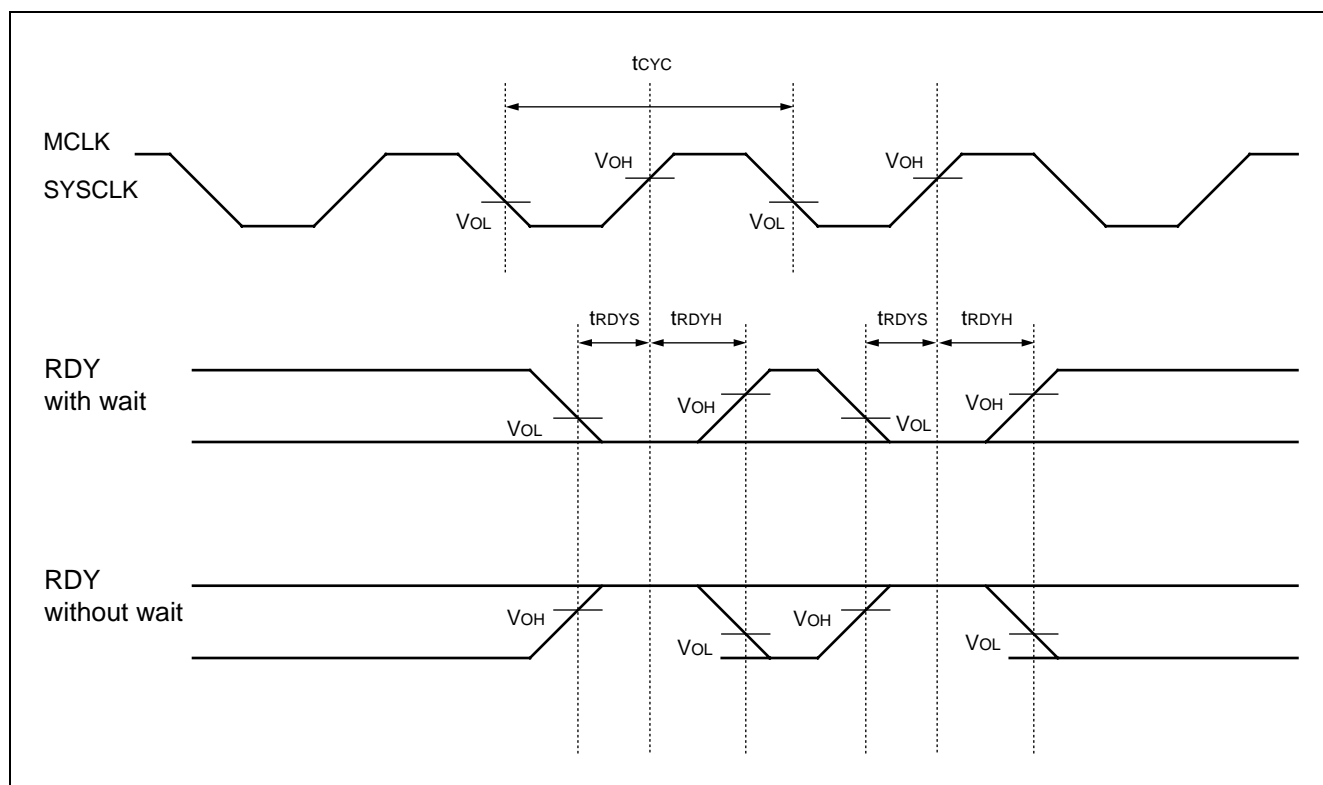 tCYC
MCLK
SYSCLK
VOH
VOH
VOL
VOL
tRDYS
tRDYH
tRDYS
tRDYH
RDY
with wait
VOL
VOH
VOL
VOH
RDY
without wait
VOH
VOL
VOH
VOL